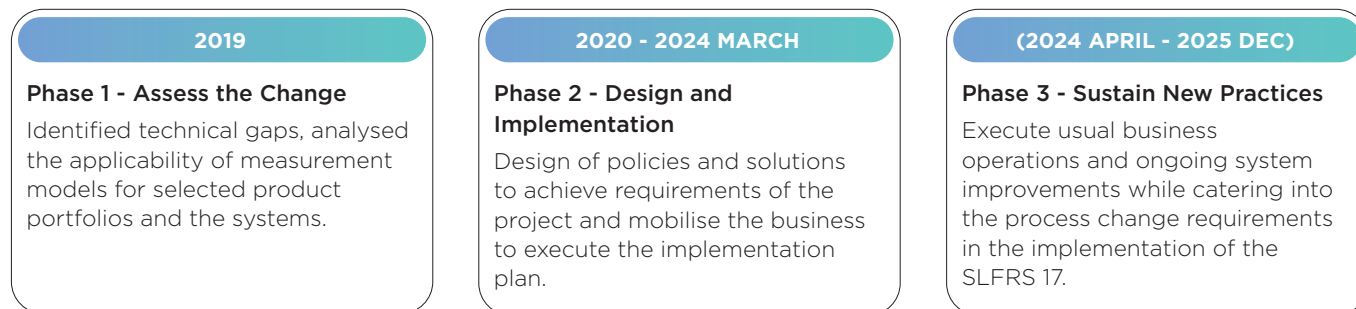 2019
Phase 1 - Assess the Change
Identified technical gaps, analysed
the applicability of measurement
models for selected product
portfolios and the systems.
2020 - 2024 MARCH
Phase 2 - Design and
Implementation
Design of policies and solutions
to achieve requirements of the
project and mobilise the business
to execute the implementation
plan.
(2024 APRIL - 2025 DEC)
Phase 3 - Sustain New Practices
Execute usual business
operations and ongoing system
improvements while catering into
the process change requirements
in the implementation of the
SLFRS 17.